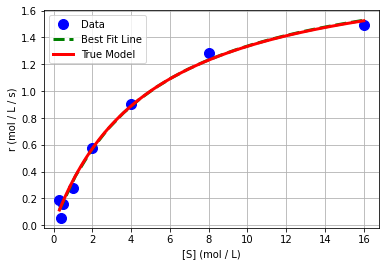 Data
Best Fit Line
True Model
1.6
1.4
1.2
1.0
0.8
0.6
0.4
0.2
0.0
r (mol / L / s)
0 2 4 6 8 10 12 14 16
[S] (mol / L)